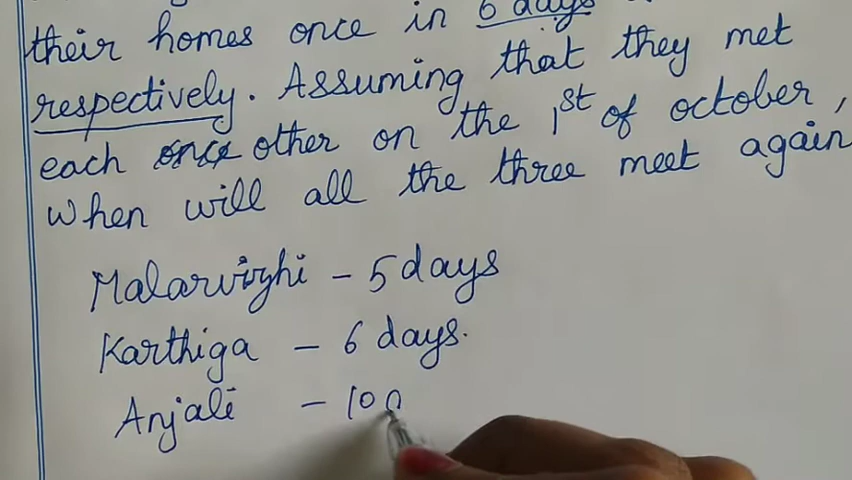 their homes once in 6 days
respectively. Assuming that they met
each once other on the 1st of october,
when will all the three meet again
Malarvizhi - 5 days
Karthiga - 6 days.
Anjali - 10